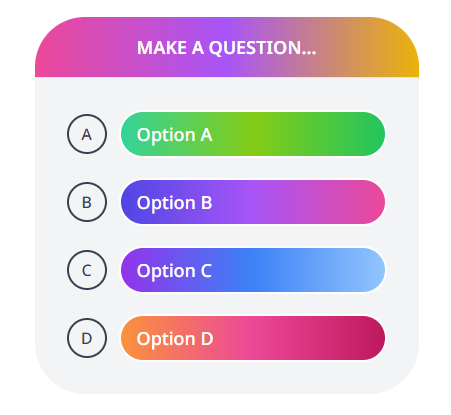 MAKE A QUESTION...
A Option A
B Option B
C Option C
D Option D